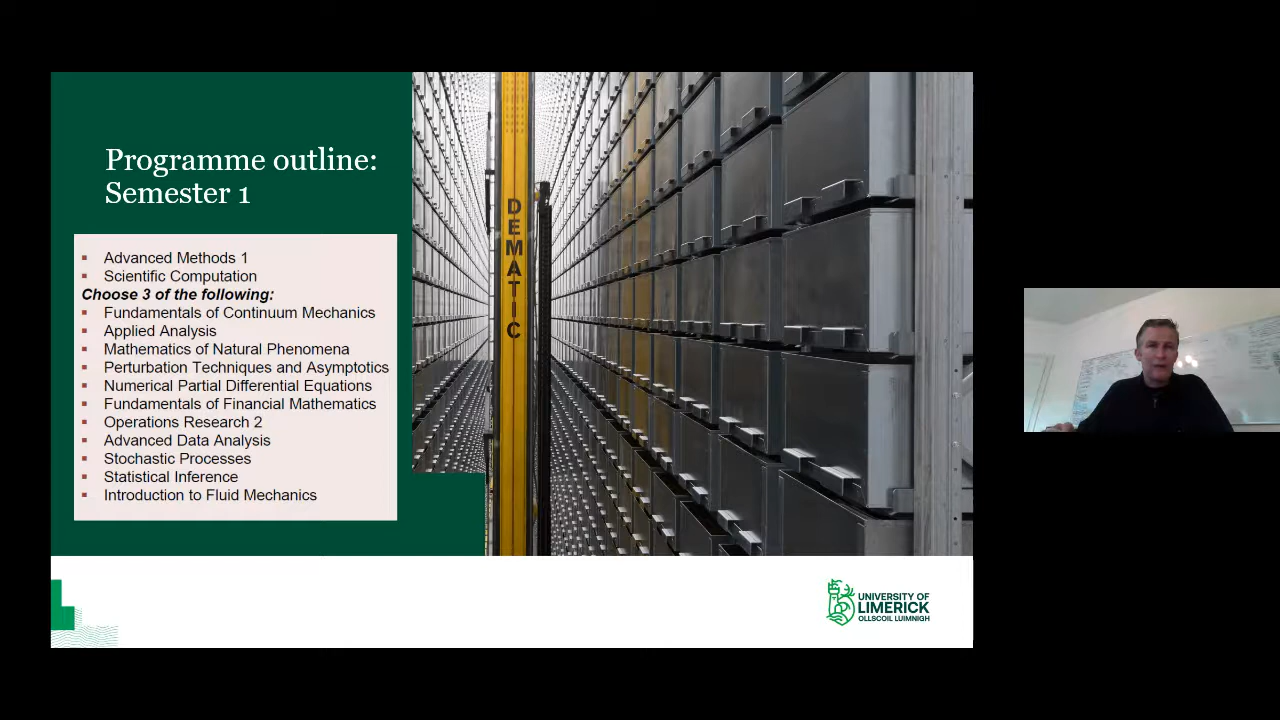 Programme outline:
Semester 1
Advanced Methods 1
Scientific Computation
Choose 3 of the following:
Fundamentals of Continuum Mechanics
Applied Analysis
Mathematics of Natural Phenomena
Perturbation Techniques and Asymptotics
Numerical Partial Differential Equations
Fundamentals of Financial Mathematics
Operations Research 2
Advanced Data Analysis
Stochastic Processes
Statistical Inference
Introduction to Fluid Mechanics
DEMATIC
UNIVERSITY OF
LIMERICK
OLLSCOIL LUIMNIGH